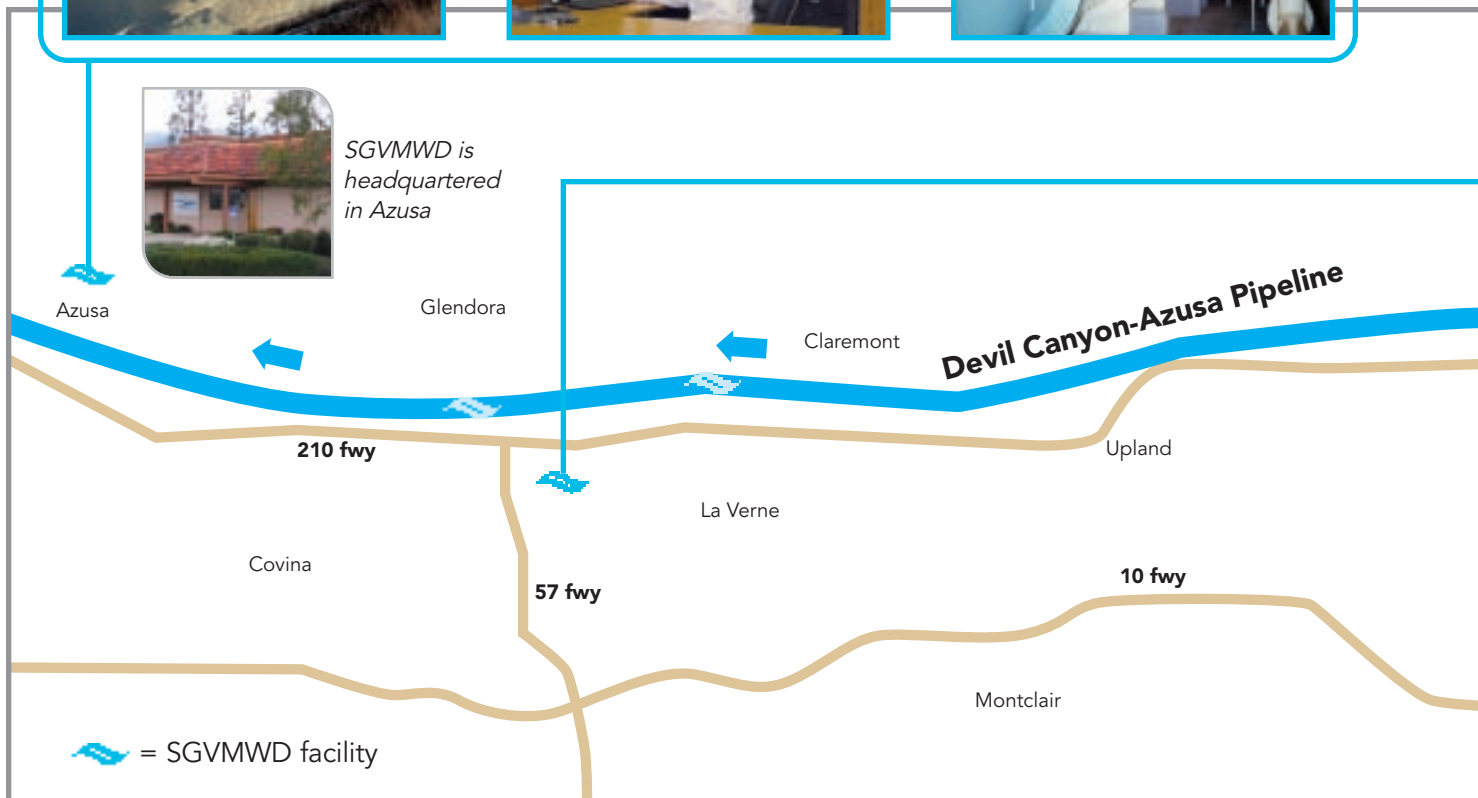 SGVMWD is
headquartered
in Azusa
Devil Canyon-Azusa Pipeline
Azusa
Glendora
Claremont
210 fwy
Upland
La Verne
Covina
57 fwy
10 fwy
Montclair
= SGVMWD facility